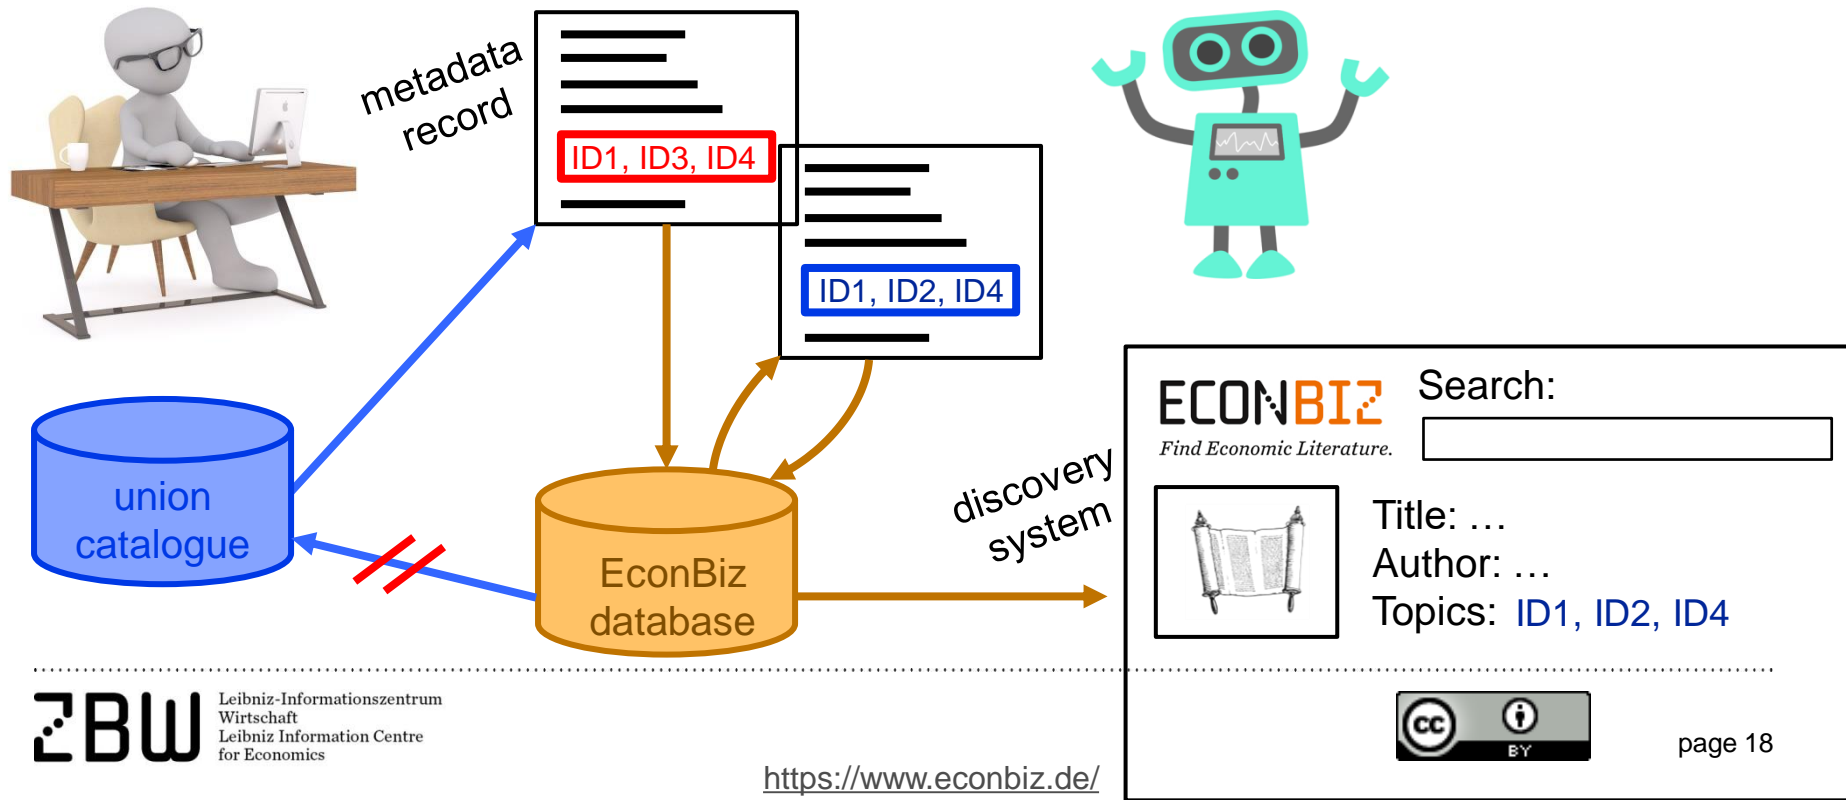 metadata
record
ID1, ID3, ID4
ID1, ID2, ID4
union
catalogue
EconBiz
database
discovery
system
ECONBIZ
Find Economic Literature.
Search:
Title: …
Author: …
Topics: ID1, ID2, ID4
ZBW
Leibniz-Informationszentrum
Wirtschaft
Leibniz Information Centre
for Economics
https://www.econbiz.de/
cc
BY
page 18